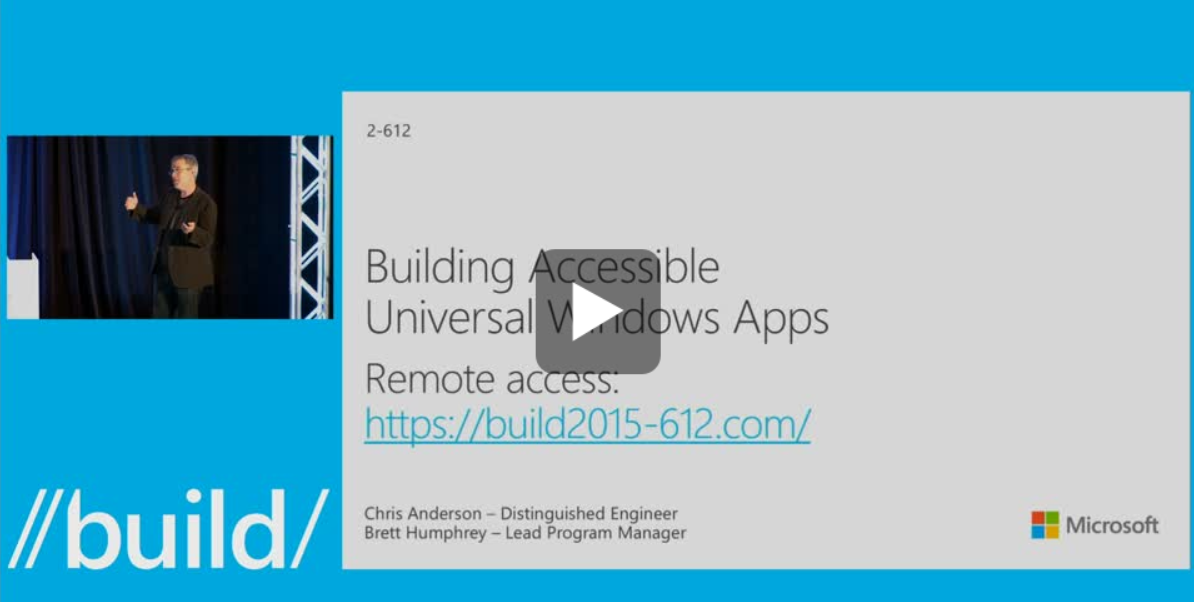 2-612
Building Accessible
Universal Windows Apps
Remote access:
https://build2015-612.com/
Chris Anderson – Distinguished Engineer
Brett Humphrey – Lead Program Manager
Microsoft
//build/